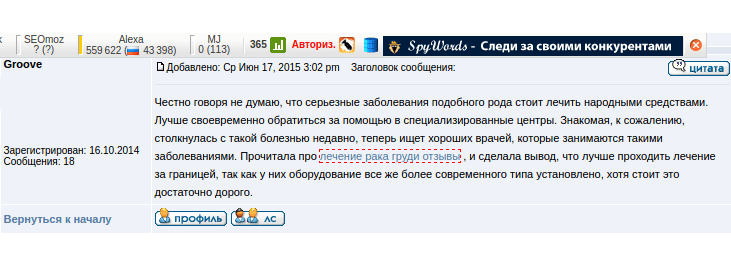 SEOmoz Alexa MJ
? (?) 559 622 ( 43 398) 0 (113) 365 Авториз. SpyWords - Следи за своими конкурентами
Groove Добавлено: Ср Июн 17, 2015 3:02 pm Заголовок сообщения: цитата
Честно говоря не думаю, что серьезные заболевания подобного рода стоит лечить народными средствами.
Лучше своевременно обратиться за помощью в специализированные центры. Знакомая, к сожалению,
столкнулась с такой болезнью недавно, теперь ищет хороших врачей, которые занимаются такими
заболеваниями. Прочитала про лечение рака груди отзывы , и сделала вывод, что лучше проходить лечение
за границей, так как у них оборудование все же более современного типа установлено, хотя стоит это
достаточно дорого.
Зарегистрирован: 16.10.2014
Сообщения: 18
Вернуться к началу профиль лс